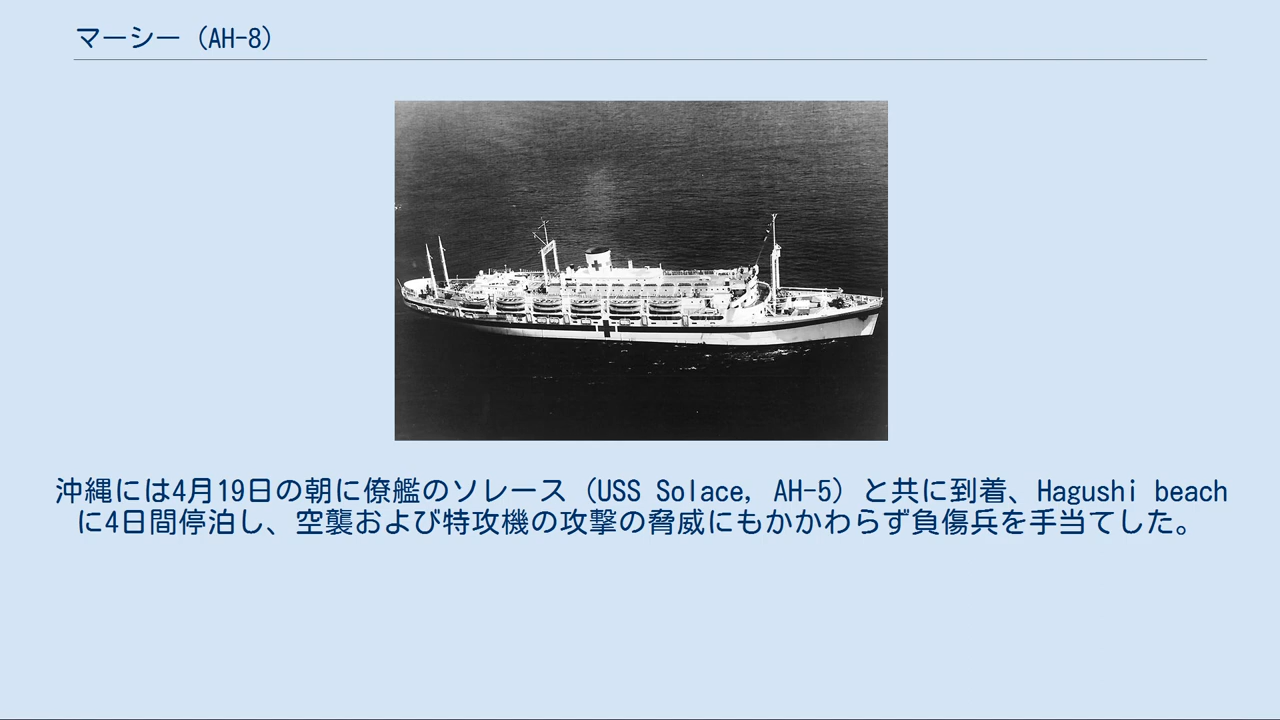 マーシー (AH-8)
沖縄には4月19日の朝に僚艦のソレース (USS Solace, AH-5) と共に到着、Hagushi beach
に4日間停泊し、空襲および特攻機の攻撃の脅威にもかかわらず負傷兵を手当てした。